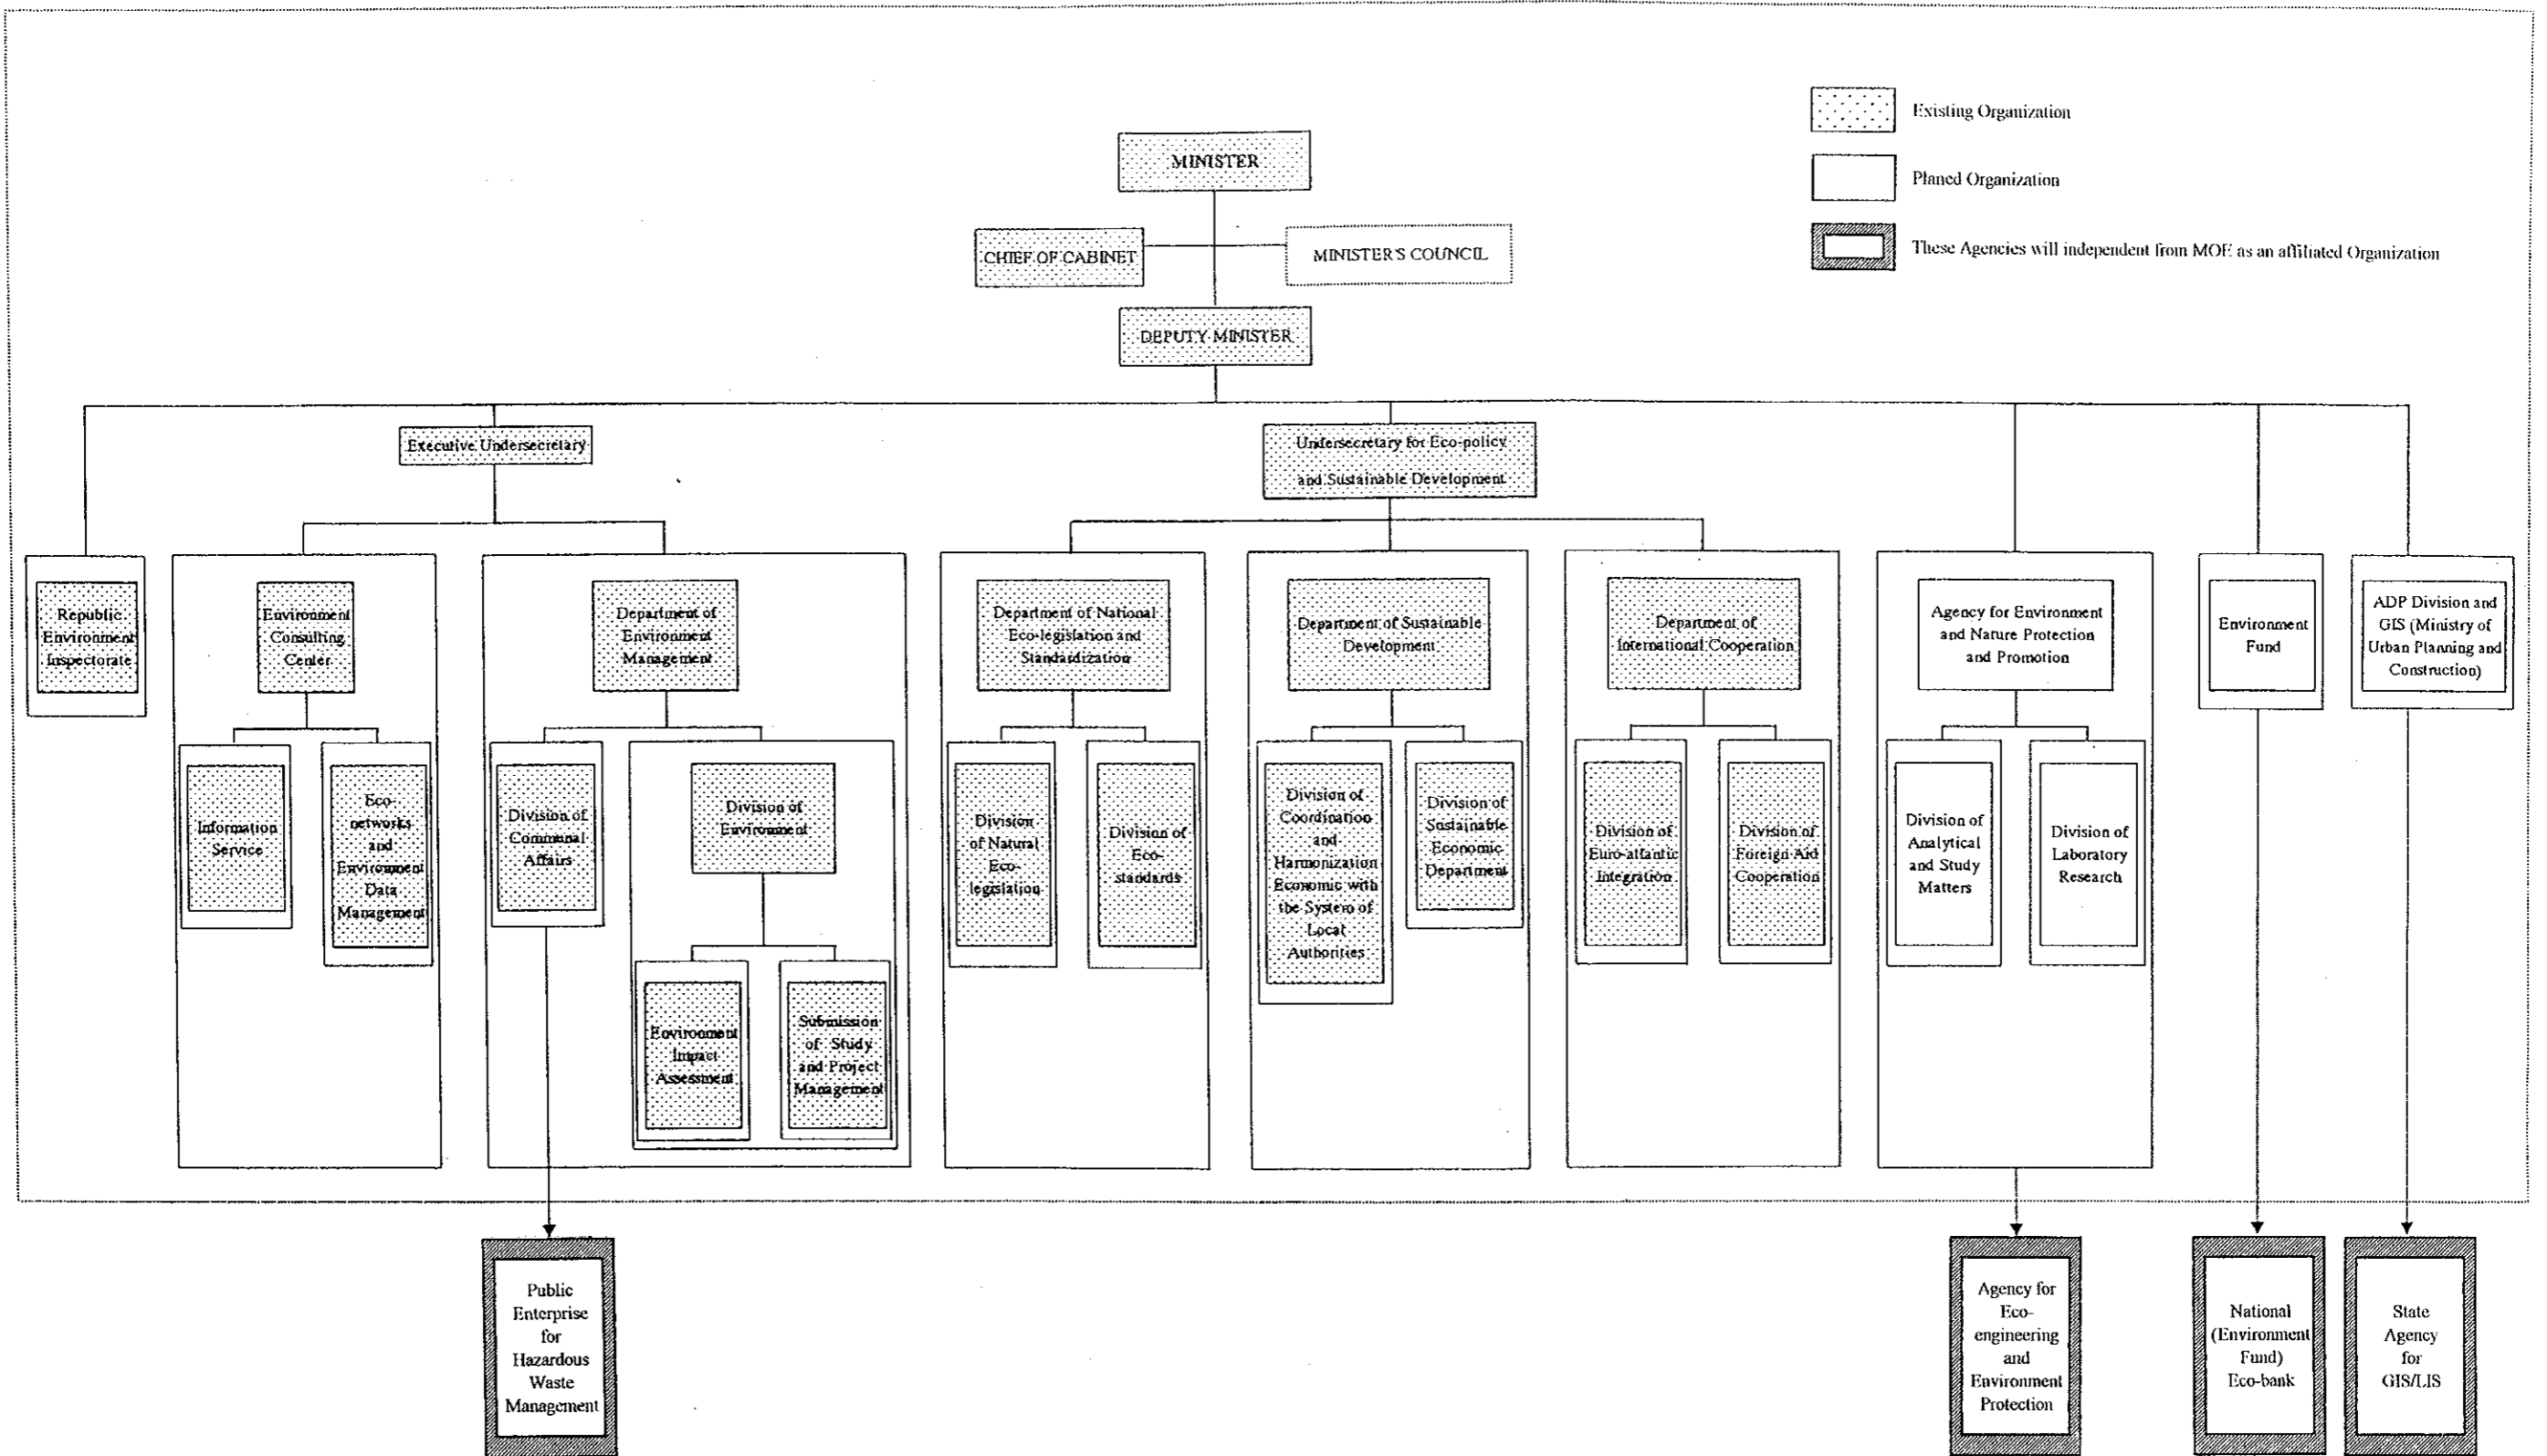 Existing Organization
Planed Organization
These Agencies will independent from MOE as an affiliated Organization
MINISTER
CHIEF OF CABINET
MINISTER'S COUNCIL
DEPUTY MINISTER
Executive Undersecretary
Undersecretary for Eco-policy
and Sustainable Development
Republic
Environment
Inspectorate
Environment
Consulting
Center
Department of
Environment
Management
Department of National
Eco-legislation and
Standardization
Department of Sustainable
Development
Department of
International Cooperation
Agency for Environment
and Nature Protection
and Promotion
Environment
Fund
ADP Division and
GIS (Ministry of
Urban Planning and
Construction)
Information
Service
Eco-
networks
and
Environment
Data
Management
Division of
Communal
Affairs
Division of
Environment
Division
of Natural
Eco-
legislation
Division of
Eco-
standards
Division of
Coordination
and
Harmonization
Economic with
the System of
Local
Authorities
Division of
Sustainable
Economic
Department
Division of
Euro-atlantic
Integration
Division of
Foreign Aid
Cooperation
Division of
Analytical
and Study
Matters
Division of
Laboratory
Research
Environment
Impact
Assessment
Submission
of Study
and Project
Management
Public
Enterprise
for
Hazardous
Waste
Management
Agency for
Eco-
engineering
and
Environment
Protection
National
(Environment
Fund)
Eco-bank
State
Agency
for
GIS/LIS